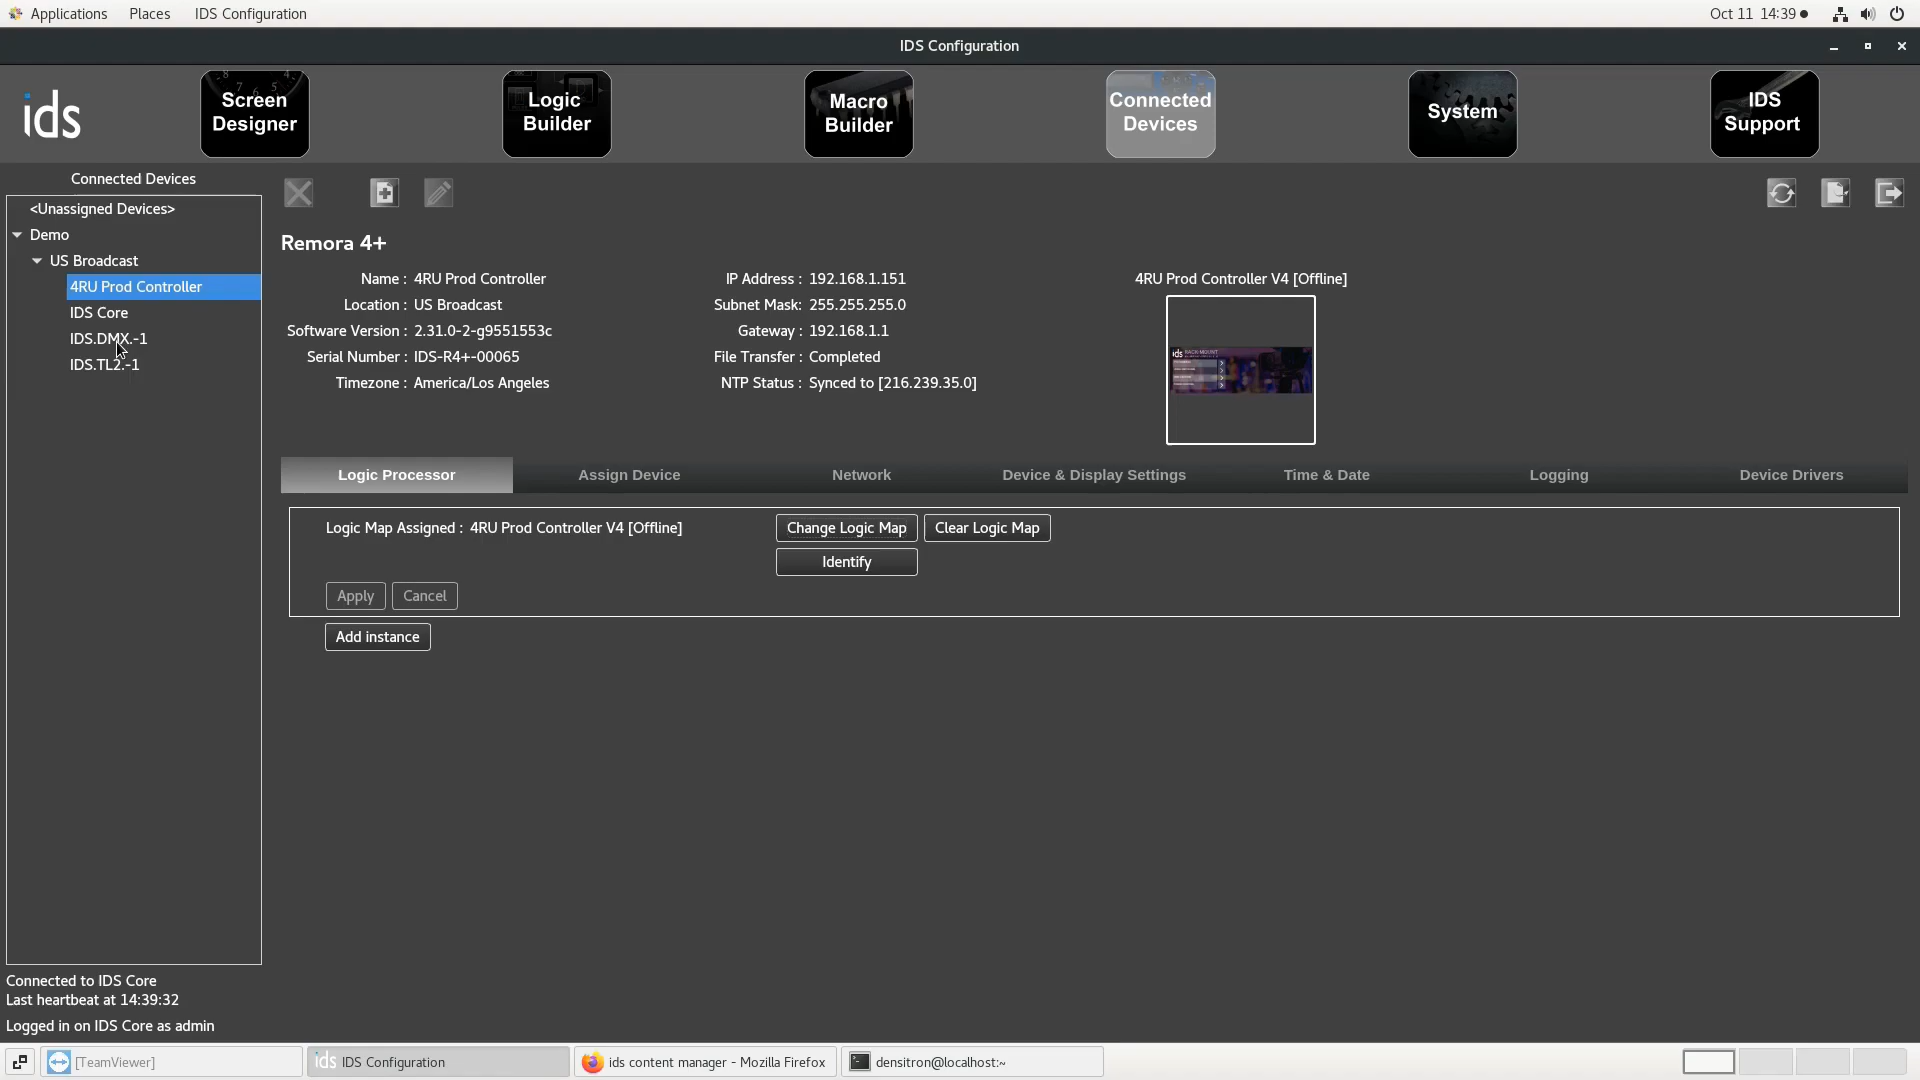 Applications Places IDS Configuration Oct 11 14:39
IDS Configuration
ids
Screen Designer
Logic Builder
Macro Builder
Connected Devices
System
IDS Support
Connected Devices
<Unassigned Devices>
Demo
US Broadcast
4RU Prod Controller
IDS Core
IDS.DMX.-1
IDS.TL2.-1
Remora 4+
Name : 4RU Prod Controller
Location : US Broadcast
Software Version : 2.31.0-2-g9551553c
Serial Number : IDS-R4+-00065
Timezone : America/Los Angeles
IP Address : 192.168.1.151
Subnet Mask: 255.255.255.0
Gateway : 192.168.1.1
File Transfer : Completed
NTP Status : Synced to [216.239.35.0]
4RU Prod Controller V4 [Offline]
ids RACK MOUNT
Logic Processor Assign Device Network Device & Display Settings Time & Date Logging Device Drivers
Logic Map Assigned : 4RU Prod Controller V4 [Offline] Change Logic Map Clear Logic Map
Identify
Apply Cancel
Add instance
Connected to IDS Core
Last heartbeat at 14:39:32
Logged in on IDS Core as admin
[TeamViewer] ids IDS Configuration ids content manager - Mozilla Firefox densitron@localhost:~